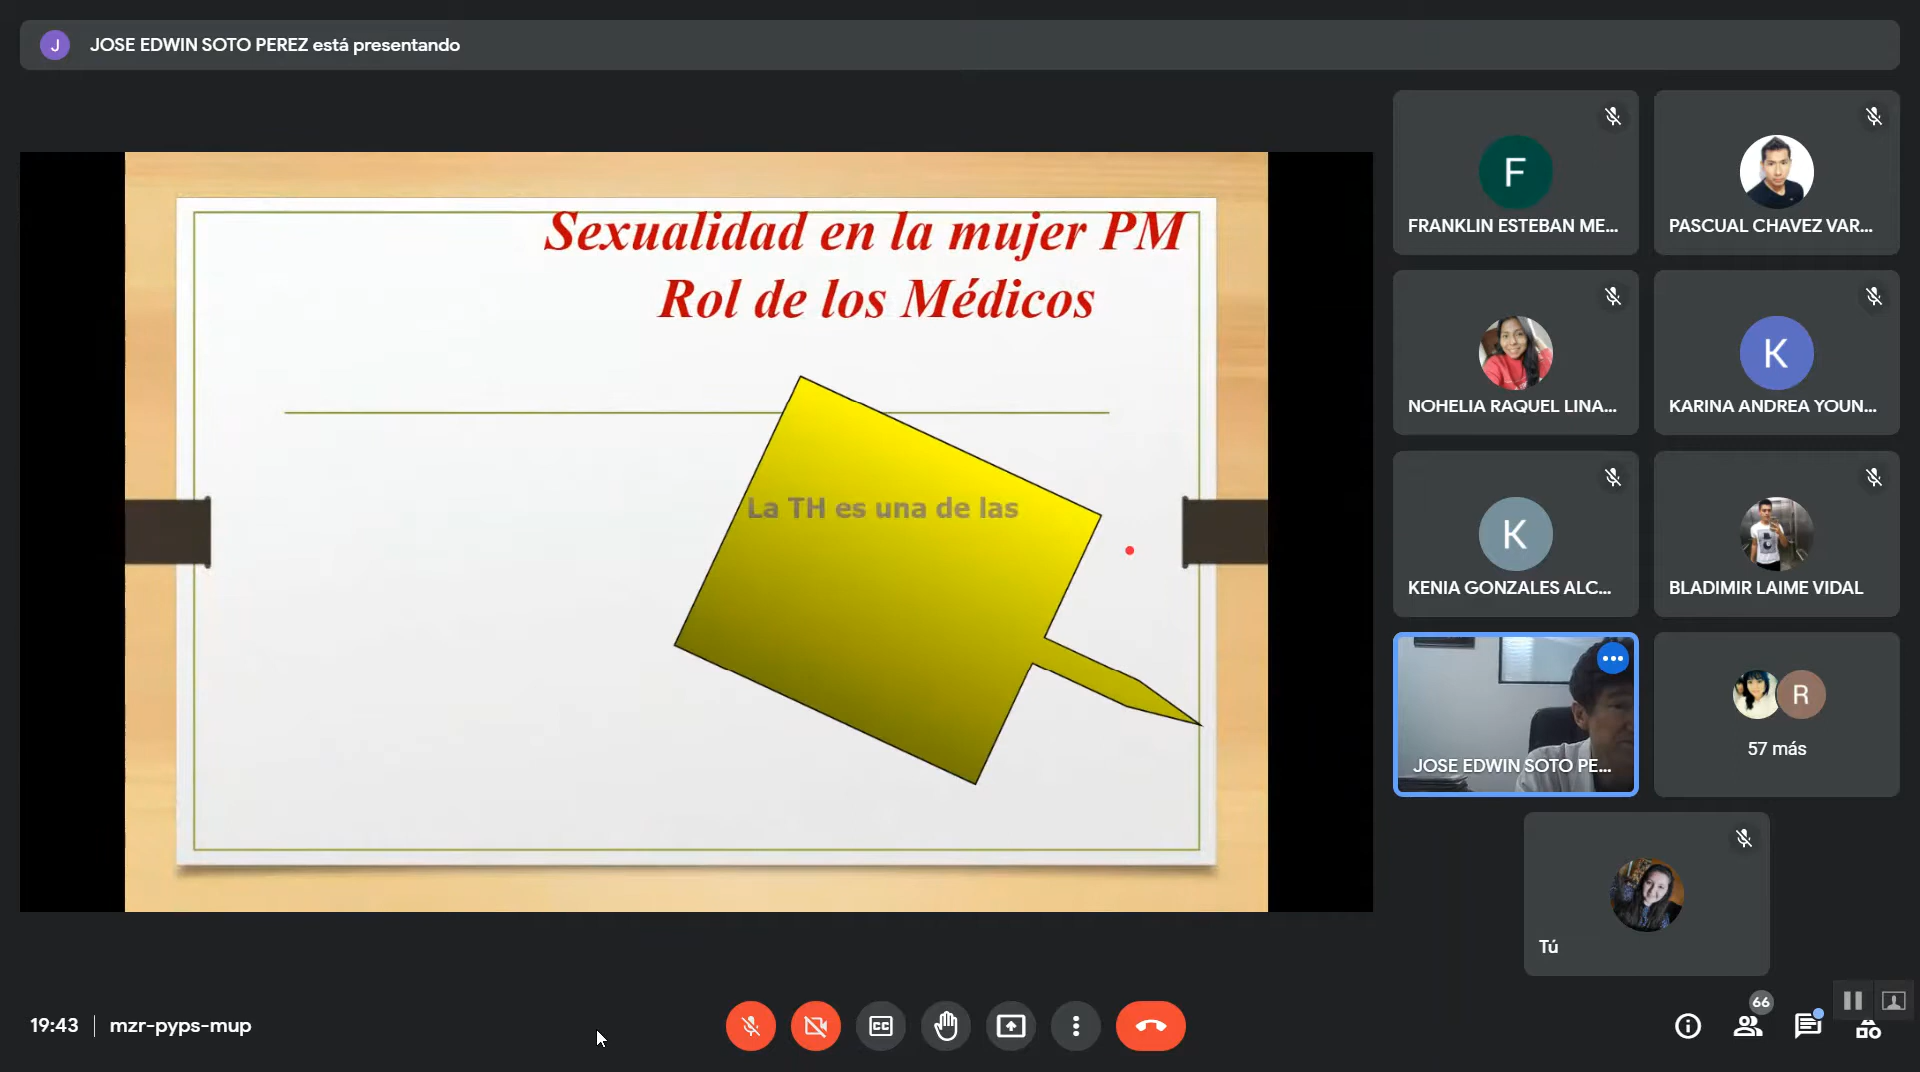 J
JOSE EDWIN SOTO PEREZ está presentando
Sexualidad en la mujer PM
Rol de los Médicos
La TH es una de las
F
FRANKLIN ESTEBAN ME...
PASCUAL CHAVEZ VAR...
NOHELIA RAQUEL LINA...
K
KARINA ANDREA YOUN...
K
KENIA GONZALES ALC...
BLADIMIR LAIME VIDAL
JOSE EDWIN SOTO PE...
R
57 más
Tú
19:43
mzr-pyps-mup
CC
66